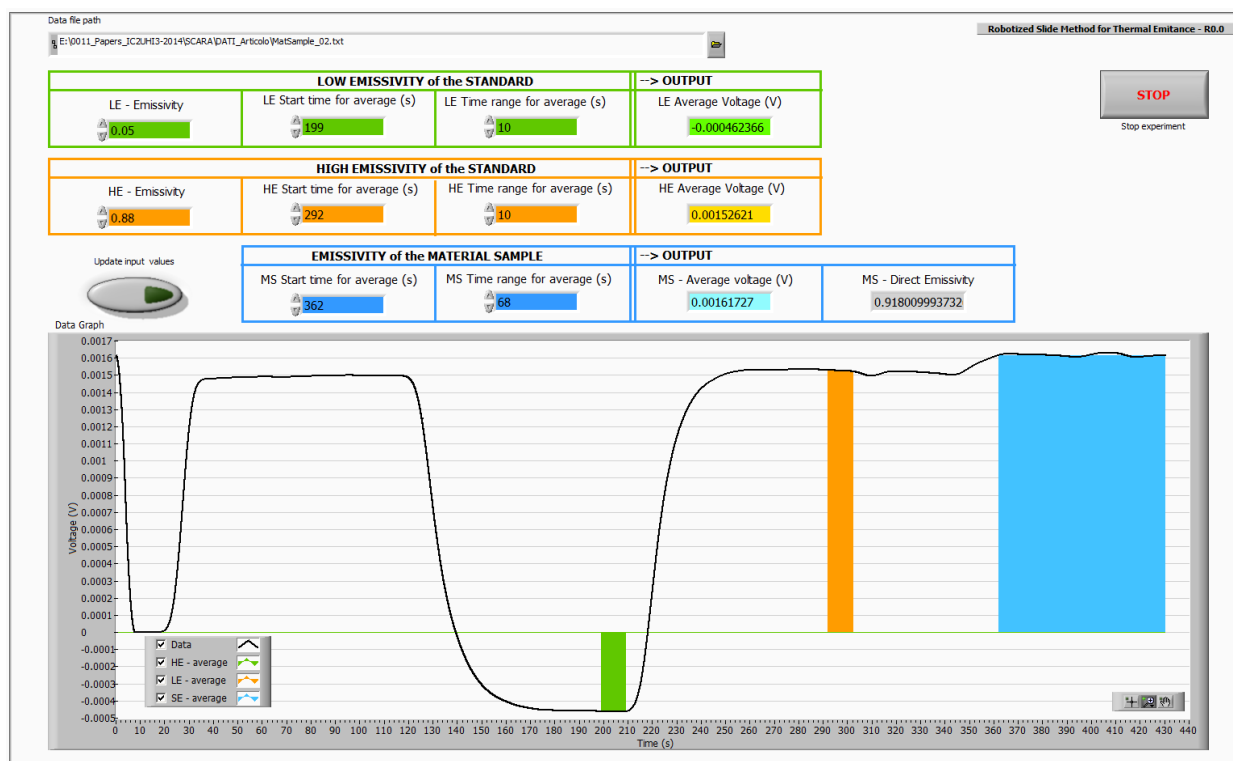 Data file path
E:\0011_Papers_IC2UHI3-2014\SCARA\DATI_Articolo\MatSample_02.txt
Robotized Slide Method for Thermal Emitance - R0.0
LOW EMISSIVITY of the STANDARD --> OUTPUT
LE - Emissivity LE Start time for average (s) LE Time range for average (s) LE Average Voltage (V)
0.05 199 10 -0.000462366
STOP
Stop experiment
HIGH EMISSIVITY of the STANDARD --> OUTPUT
HE - Emissivity HE Start time for average (s) HE Time range for average (s) HE Average Voltage (V)
0.88 292 10 0.00152621
Update input values
EMISSIVITY of the MATERIAL SAMPLE --> OUTPUT
MS Start time for average (s) MS Time range for average (s) MS - Average voltage (V) MS - Direct Emissivity
362 68 0.00161727 0.918009993732
Data Graph
Voltage (V)
0.0017
0.0016
0.0015
0.0014
0.0013
0.0012
0.0011
0.001
0.0009
0.0008
0.0007
0.0006
0.0005
0.0004
0.0003
0.0002
0.0001
0
-0.0001
-0.0002
-0.0003
-0.0004
-0.0005
Data
HE - average
LE - average
SE - average
0 10 20 30 40 50 60 70 80 90 100 110 120 130 140 150 160 170 180 190 200 210 220 230 240 250 260 270 280 290 300 310 320 330 340 350 360 370 380 390 400 410 420 430 440
Time (s)